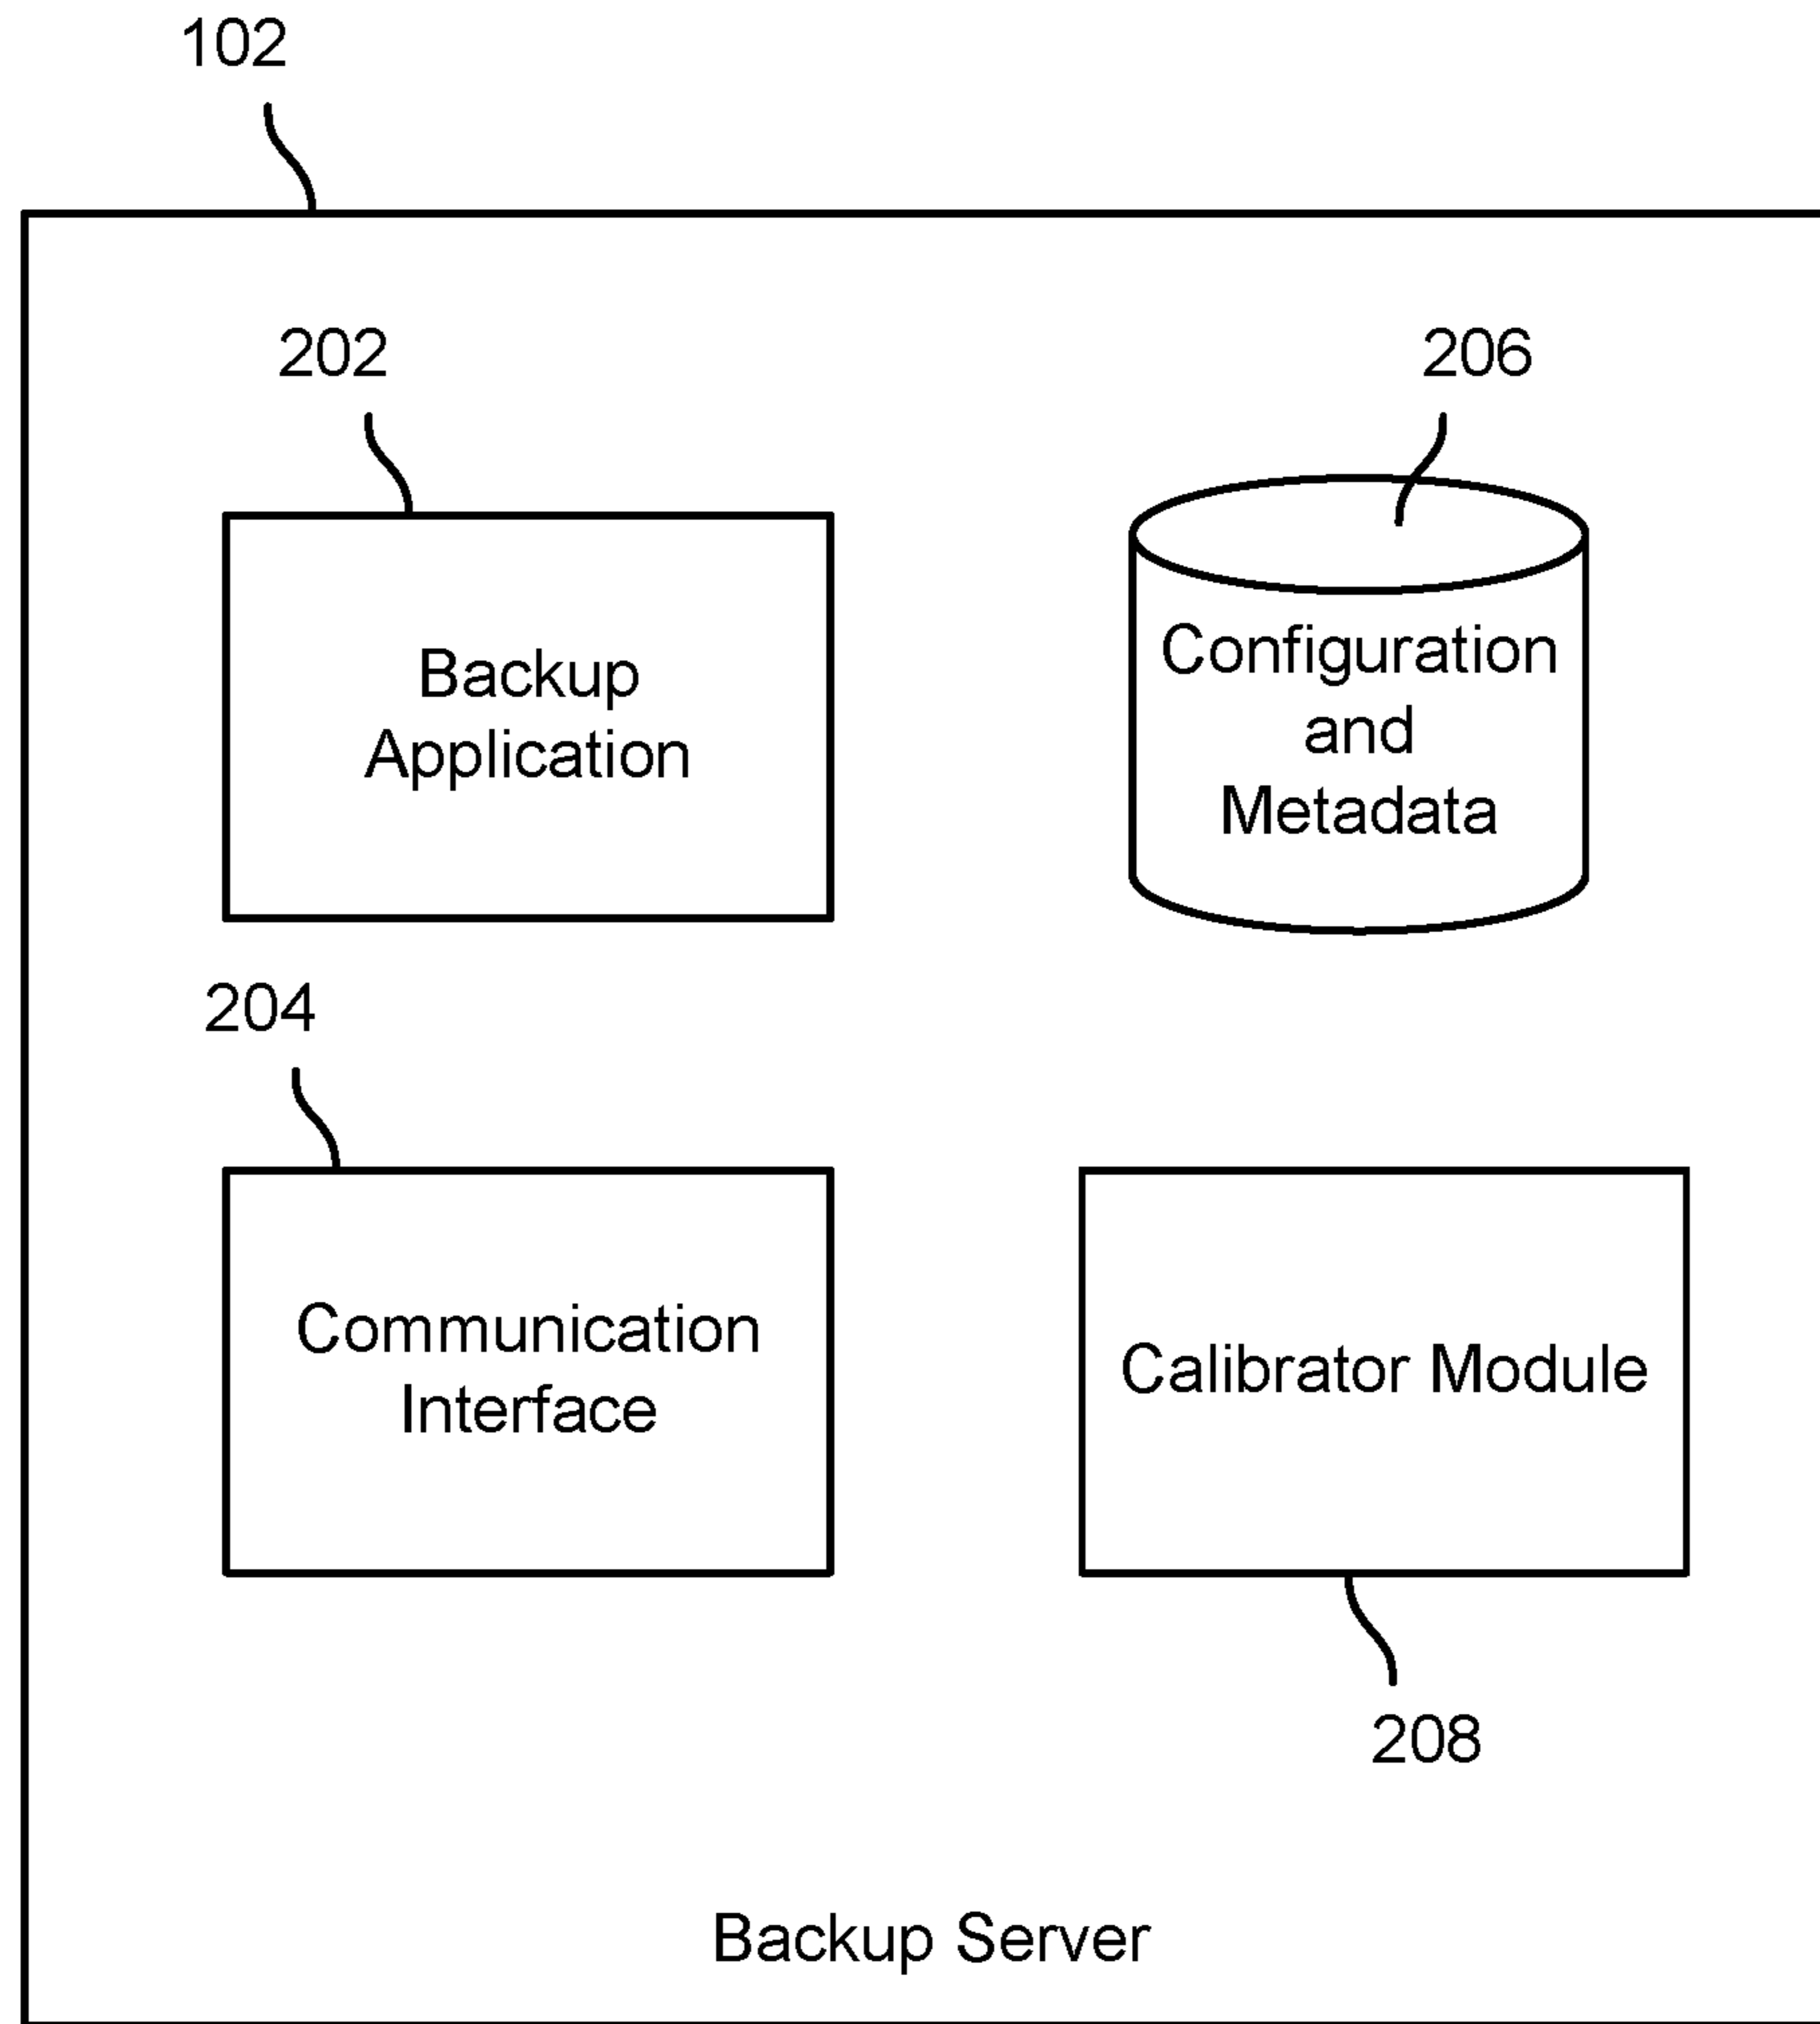 102
202
206
Backup
Application
Configuration
and
Metadata
204
Communication
Interface
Calibrator Module
208
Backup Server